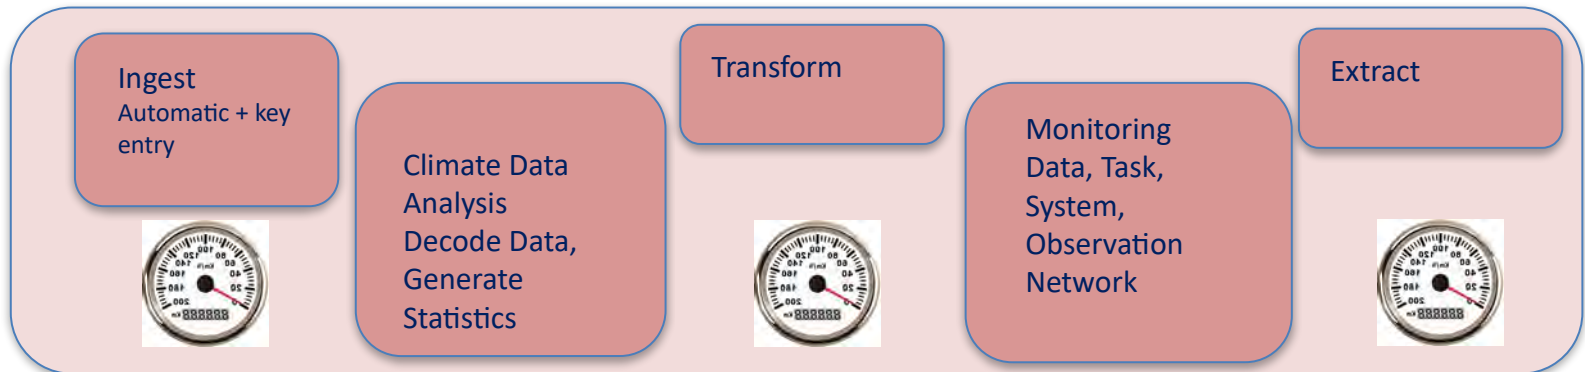 Ingest
Automatic + key
entry
Climate Data
Analysis
Decode Data,
Generate
Statistics
Transform
Monitoring
Data, Task,
System,
Observation
Network
Extract